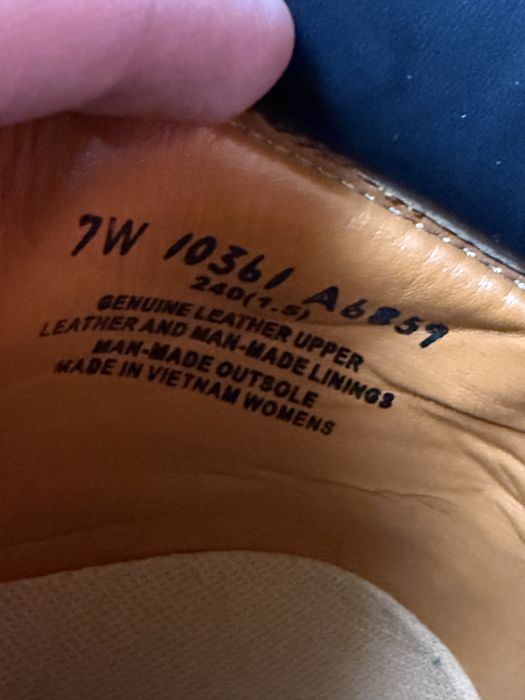 7W 10361 A6859
240(1.5)
GENUINE LEATHER UPPER
LEATHER AND MAN-MADE LININGS
MAN-MADE OUTSOLE
MADE IN VIETNAM WOMENS